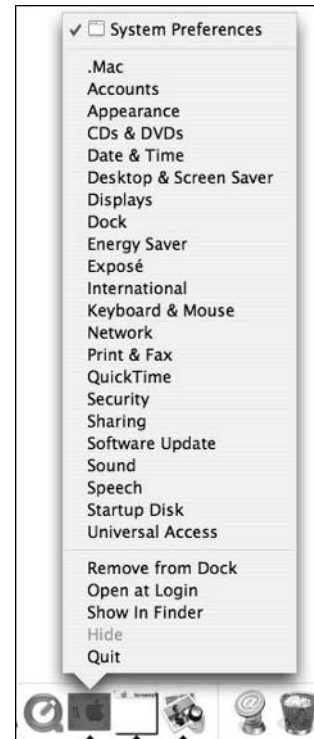 System Preferences
.Mac
Accounts
Appearance
CDs & DVDs
Date & Time
Desktop & Screen Saver
Displays
Dock
Energy Saver
Exposé
International
Keyboard & Mouse
Network
Print & Fax
QuickTime
Security
Sharing
Software Update
Sound
Speech
Startup Disk
Universal Access
Remove from Dock
Open at Login
Show In Finder
Hide
Quit